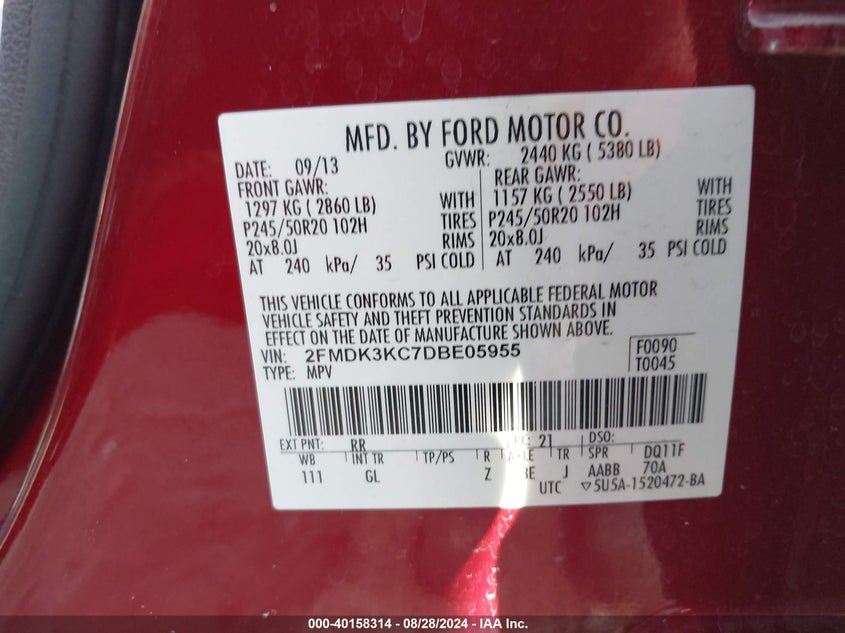 MFD. BY FORD MOTOR CO.
DATE: 09/13 GVWR: 2440 KG ( 5380 LB)
FRONT GAWR: REAR GAWR:
1297 KG ( 2860 LB) WITH 1157 KG ( 2550 LB) WITH
P245/50R20 102H TIRES P245/50R20 102H TIRES
20x8.0J RIMS 20x8.0J RIMS
AT 240 kPa/ 35 PSI COLD AT 240 kPa/ 35 PSI COLD
THIS VEHICLE CONFORMS TO ALL APPLICABLE FEDERAL MOTOR
VEHICLE SAFETY AND THEFT PREVENTION STANDARDS IN
EFFECT ON THE DATE OF MANUFACTURE SHOWN ABOVE.
VIN: 2FMDK3KC7DBE05955 F0090
TYPE: MPV T0045
EXT PNT: RR 21 DSO:
WB INT TR TP/PS R TR SPR DQ11F
111 GL Z J AABB 70A
UTC ▽5U5A-1520472-BA
000-40158314 - 08/28/2024 - IAA Inc.